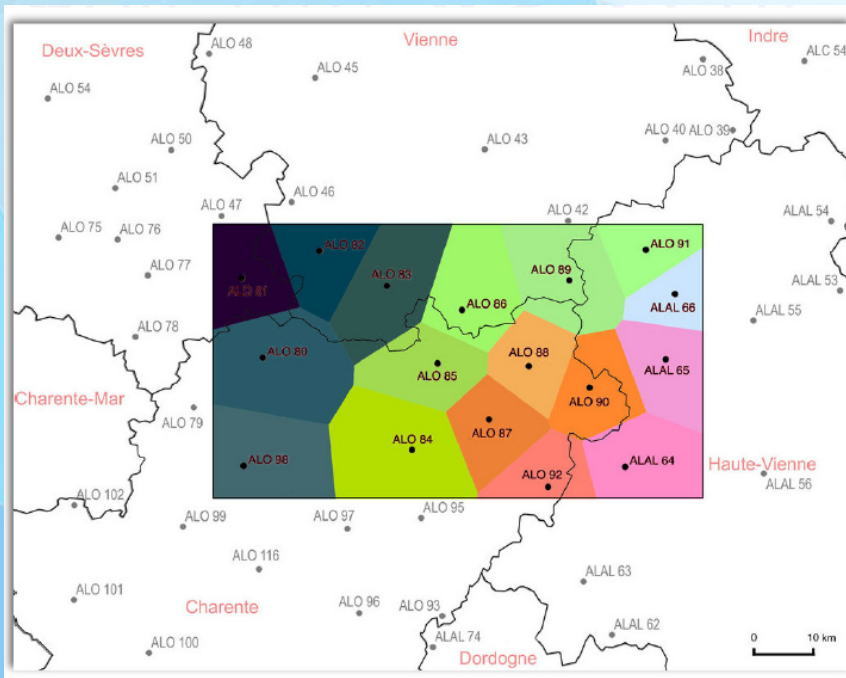 Vienne
Indre
Deux-Sèvres
ALO 48
ALO 38
ALC 54
ALO 45
ALO 54
ALO 50
ALO 43
ALO 40
ALO 39
ALO 51
ALO 46
ALO 47
ALO 42
ALAL 54
ALO 75
ALO 76
ALO 82
ALO 91
ALO 77
ALO 81
ALO 83
ALO 89
ALAL 53
ALO 86
ALAL 66
ALAL 55
ALO 78
ALO 80
ALO 85
ALO 88
ALAL 65
Charente-Mar
ALO 79
ALO 90
ALO 84
ALO 87
ALO 98
ALO 92
ALAL 64
Haute-Vienne
ALAL 56
ALO 102
ALO 99
ALO 97
ALO 95
ALO 116
ALAL 63
ALO 101
Charente
ALO 96
ALO 93
ALO 100
ALAL 74
ALAL 62
Dordogne
0 10 km